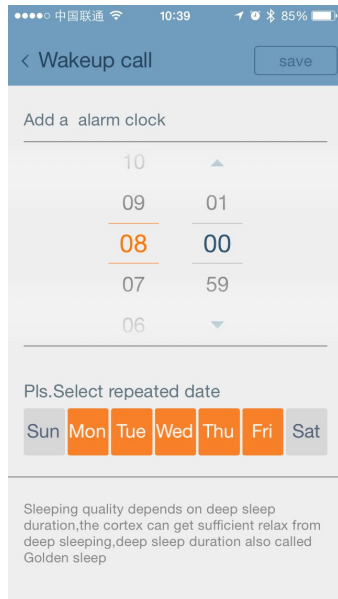 中国联通 10:39 85%
< Wakeup call save
Add a alarm clock
10
09 01
08 00
07 59
06
Pls.Select repeated date
Sun Mon Tue Wed Thu Fri Sat
Sleeping quality depends on deep sleep
duration,the cortex can get sufficient relax from
deep sleeping,deep sleep duration also called
Golden sleep